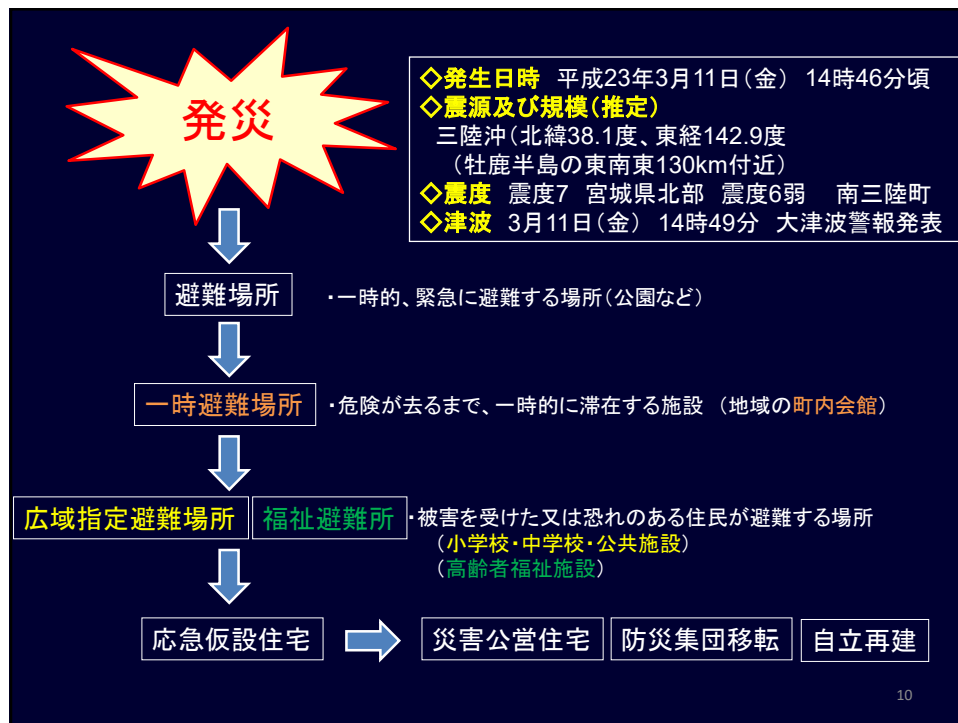 発災
◇発生日時 平成23年3月11日(金) 14時46分頃
◇震源及び規模(推定)
三陸沖(北緯38.1度、東経142.9度
(牡鹿半島の東南東130km付近)
◇震度 震度7 宮城県北部 震度6弱 南三陸町
◇津波 3月11日(金) 14時49分 大津波警報発表
避難場所 ・一時的、緊急に避難する場所(公園など)
一時避難場所 ・危険が去るまで、一時的に滞在する施設 (地域の町内会館)
広域指定避難場所 福祉避難所 ・被害を受けた又は恐れのある住民が避難する場所
(小学校・中学校・公共施設)
(高齢者福祉施設)
応急仮設住宅 災害公営住宅 防災集団移転 自立再建
10